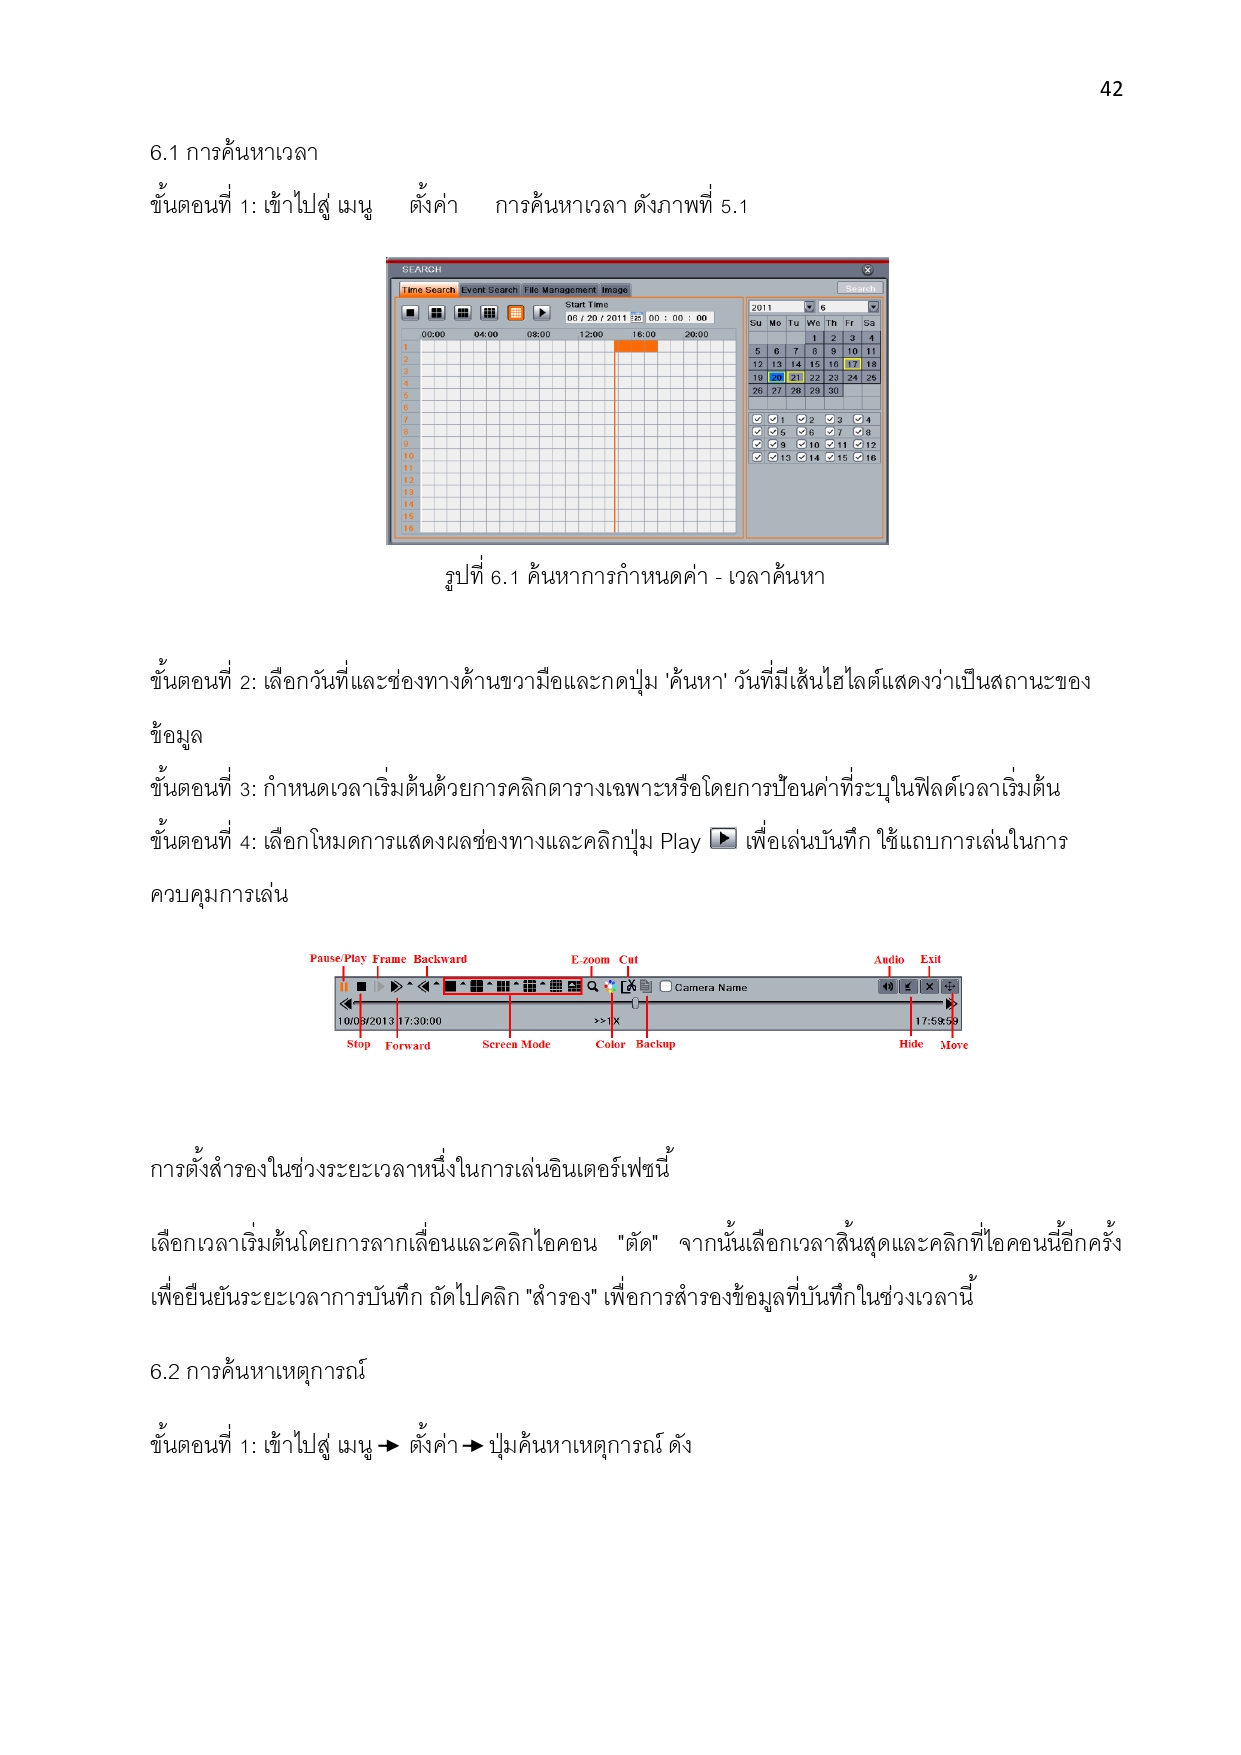 42
6.1 การค้นหาเวลา
ขั้นตอนที่ 1: เข้าไปสู่ เมนู ตั้งค่า การค้นหาเวลา ดังภาพที่ 5.1
SEARCH
Time Search Event Search File Management Image Search
Start Time
06 / 20 / 2011 00 : 00 : 00
2011 6
00:00 04:00 08:00 12:00 16:00 20:00
1
2
3
4
5
6
7
8
9
10
11
12
13
14
15
16
Su Mo Tu We Th Fr Sa
1 2 3 4
5 6 7 8 9 10 11
12 13 14 15 16 17 18
19 20 21 22 23 24 25
26 27 28 29 30
1 2 3 4
5 6 7 8
9 10 11 12
13 14 15 16
รูปที่ 6.1 ค้นหาการกำหนดค่า - เวลาค้นหา
ขั้นตอนที่ 2: เลือกวันที่และช่องทางด้านขวามือและกดปุ่ม 'ค้นหา' วันที่มีเส้นไฮไลต์แสดงว่าเป็นสถานะของ
ข้อมูล
ขั้นตอนที่ 3: กำหนดเวลาเริ่มต้นด้วยการคลิกตารางเฉพาะหรือโดยการป้อนค่าที่ระบุในฟิลด์เวลาเริ่มต้น
ขั้นตอนที่ 4: เลือกโหมดการแสดงผลช่องทางและคลิกปุ่ม Play เพื่อเล่นบันทึก ใช้แถบการเล่นในการ
ควบคุมการเล่น
Pause/Play Frame Backward E-zoom Cut Audio Exit
Camera Name
10/08/2013 17:30:00 >>1X 17:59:59
Stop Forward Screen Mode Color Backup Hide Move
การตั้งสำรองในช่วงระยะเวลาหนึ่งในการเล่นอินเตอร์เฟซนี้
เลือกเวลาเริ่มต้นโดยการลากเลื่อนและคลิกไอคอน "ตัด" จากนั้นเลือกเวลาสิ้นสุดและคลิกที่ไอคอนนี้อีกครั้ง
เพื่อยืนยันระยะเวลาการบันทึก ถัดไปคลิก "สำรอง" เพื่อการสำรองข้อมูลที่บันทึกในช่วงเวลานี้
6.2 การค้นหาเหตุการณ์
ขั้นตอนที่ 1: เข้าไปสู่ เมนู → ตั้งค่า → ปุ่มค้นหาเหตุการณ์ ดัง